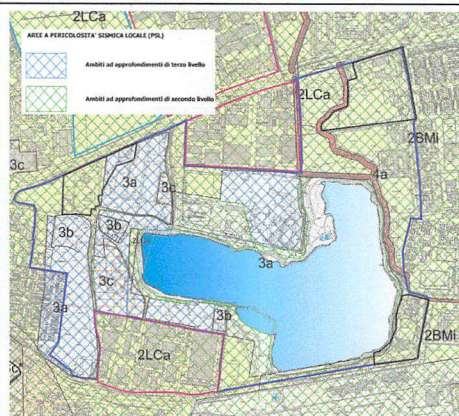 2LCa
AREE A PERICOLOSITA' SISMICA LOCALE (PSL)
Ambiti ad approfondimenti di terzo livello
Ambiti ad approfondimenti di secondo livello
2LCa
2BMi
3c
3a
3c
4a
3b
3b
3a
3c
3a
3b
2LCa
2BMi